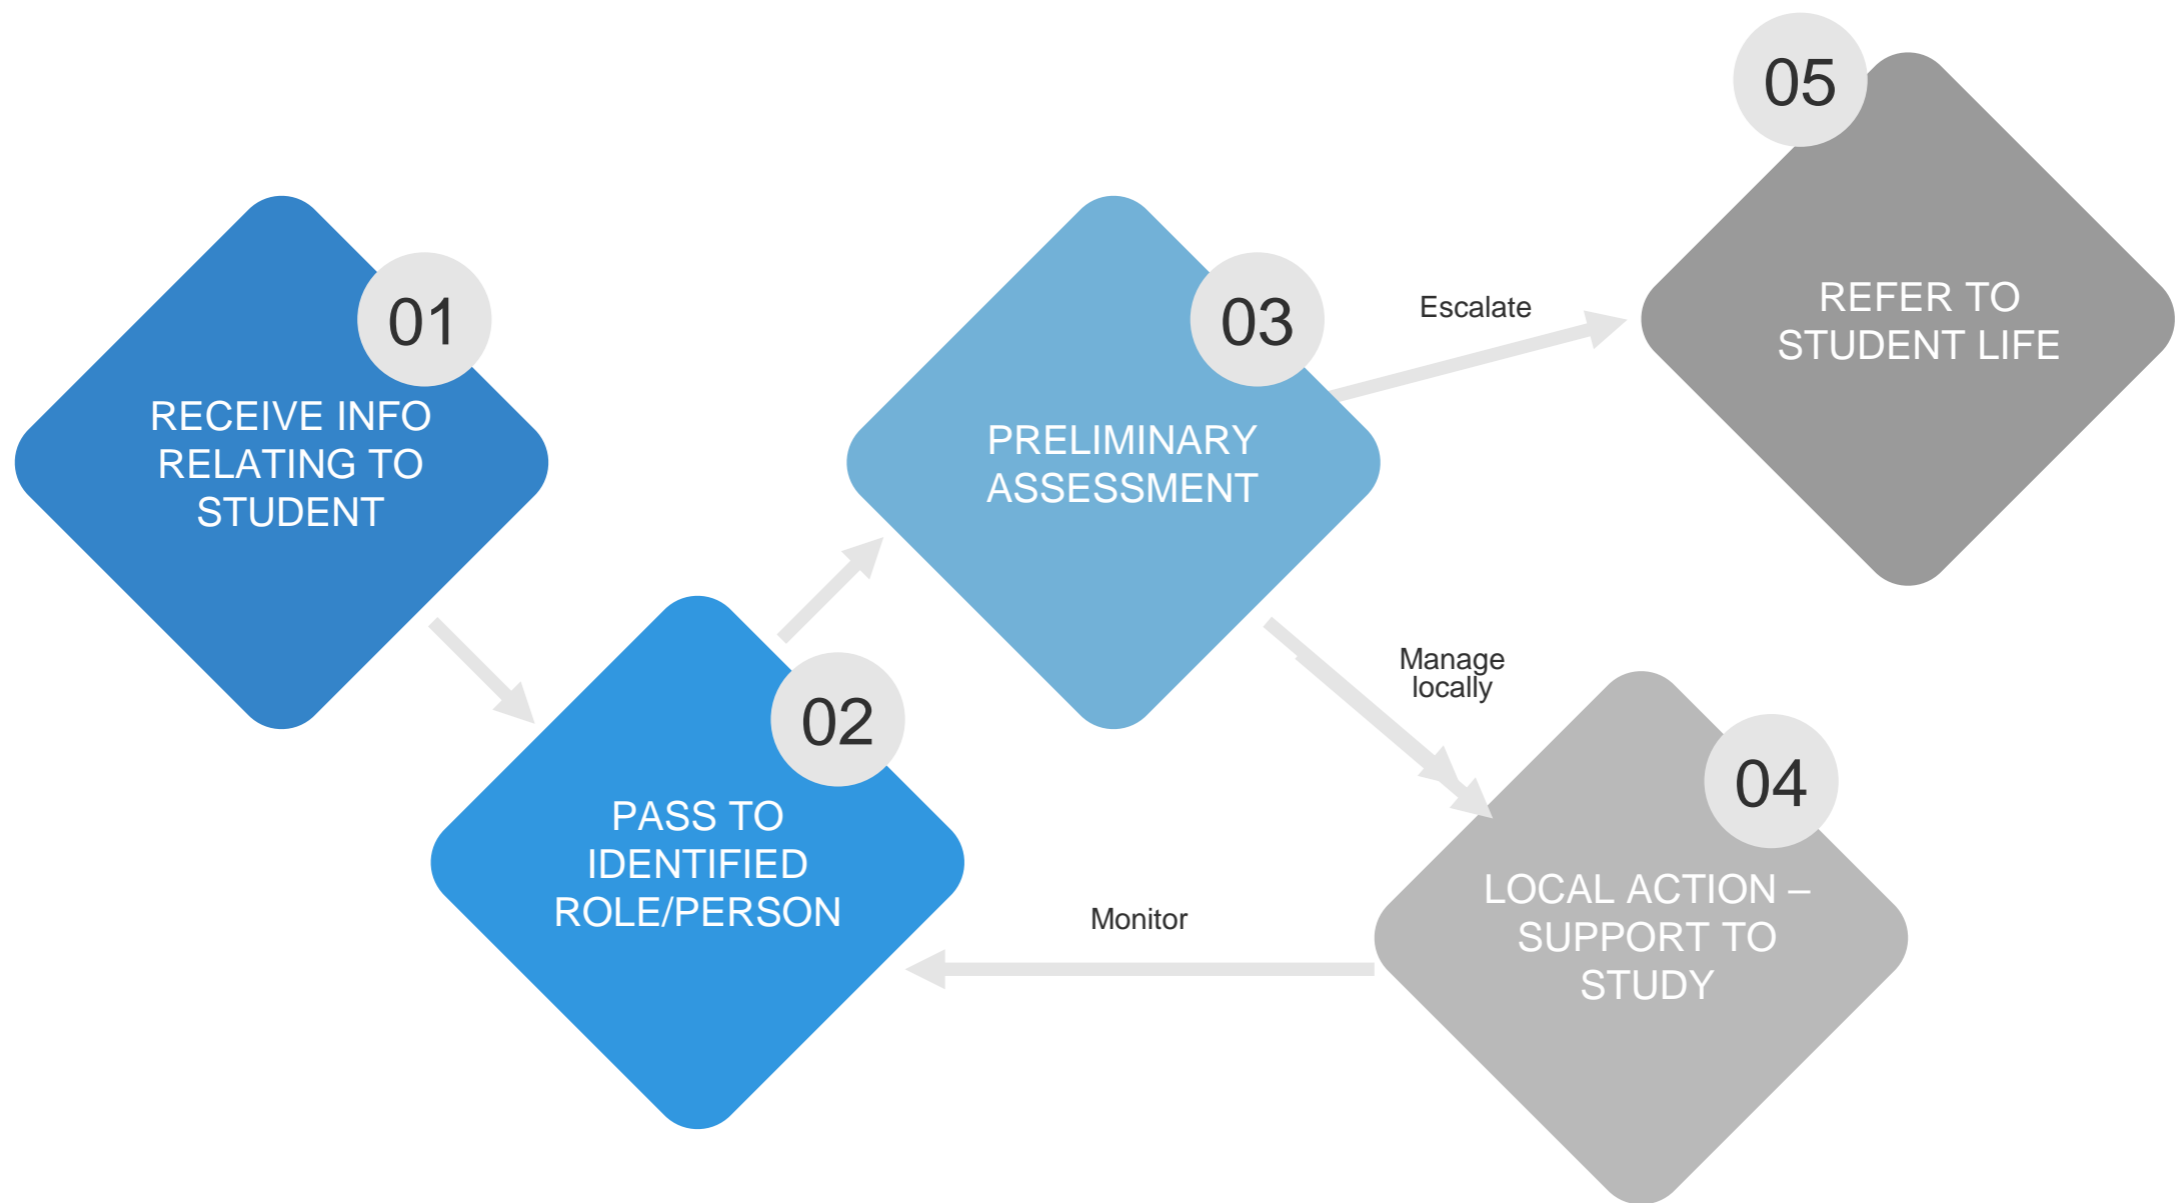 01
RECEIVE INFO
RELATING TO
STUDENT
02
PASS TO
IDENTIFIED
ROLE/PERSON
03
PRELIMINARY
ASSESSMENT
Escalate
Manage
locally
Monitor
04
LOCAL ACTION –
SUPPORT TO
STUDY
05
REFER TO
STUDENT LIFE